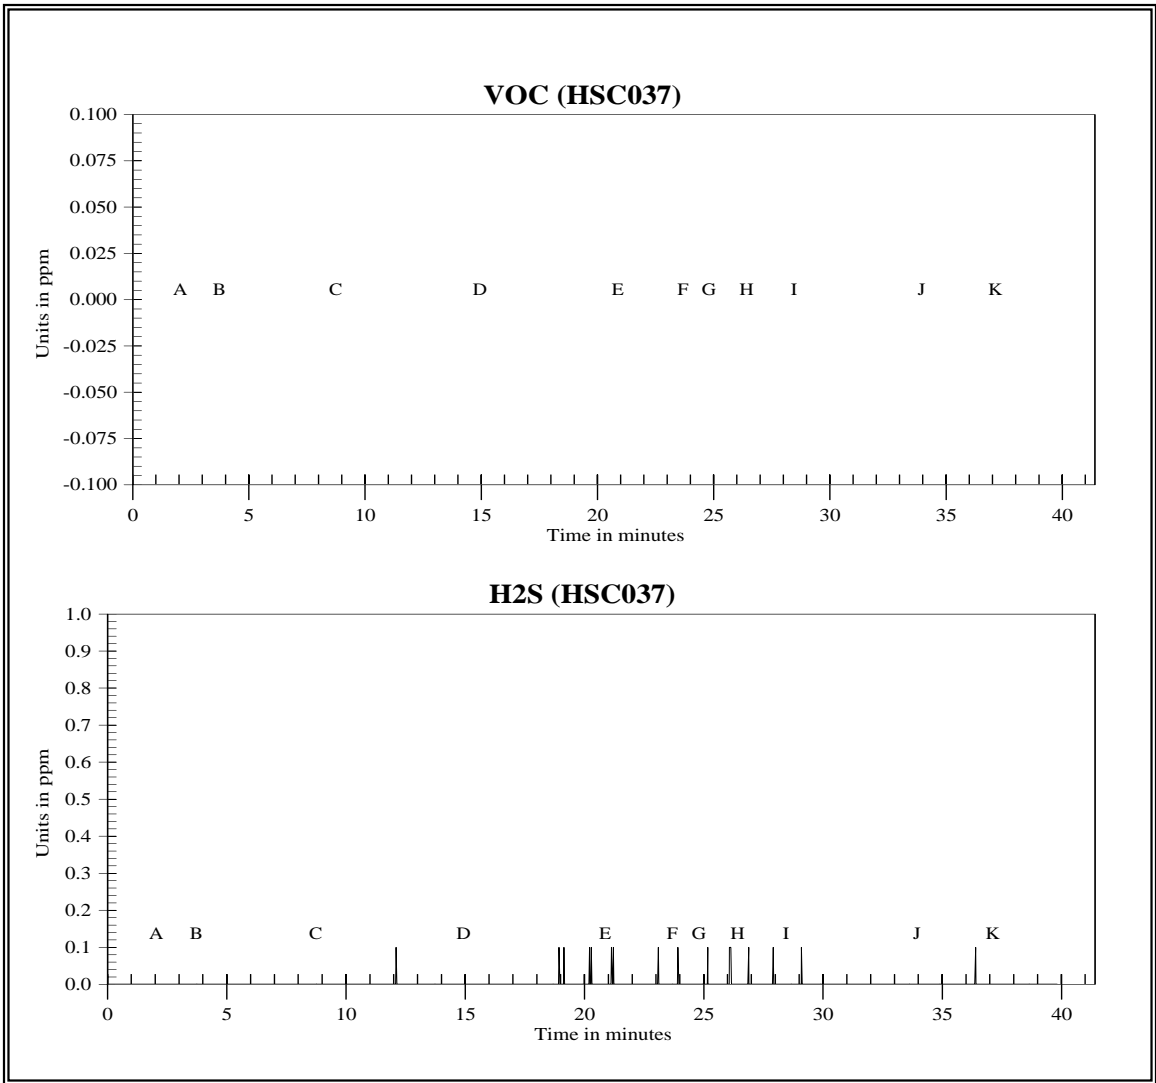 VOC (HSC037)
0.100
0.075
0.050
0.025
0.000
-0.025
-0.050
-0.075
-0.100
Units in ppm
A B C D E F G H I J K
0 5 10 15 20 25 30 35 40
Time in minutes
H2S (HSC037)
1.0
0.9
0.8
0.7
0.6
0.5
0.4
0.3
0.2
0.1
0.0
Units in ppm
A B C D E F G H I J K
0 5 10 15 20 25 30 35 40
Time in minutes